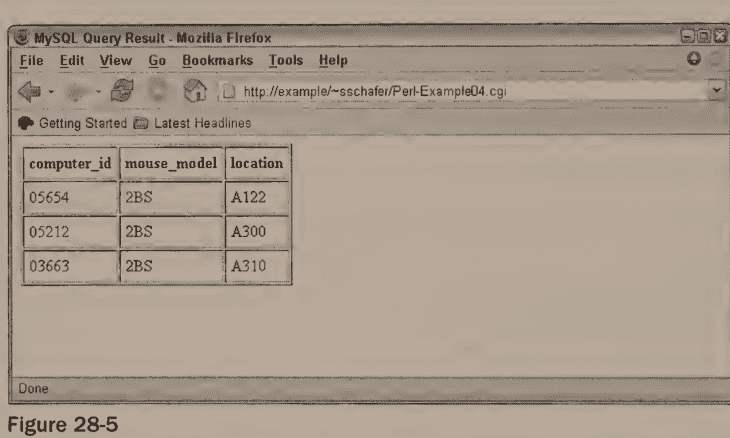 MySQL Query Result - Mozilla Firefox
File Edit View Go Bookmarks Tools Help
http://example/~sschafer/Perl-Example04.cgi
Getting Started Latest Headlines
computer_id mouse_model location
05654 2BS A122
05212 2BS A300
03663 2BS A310
Done
Figure 28-5